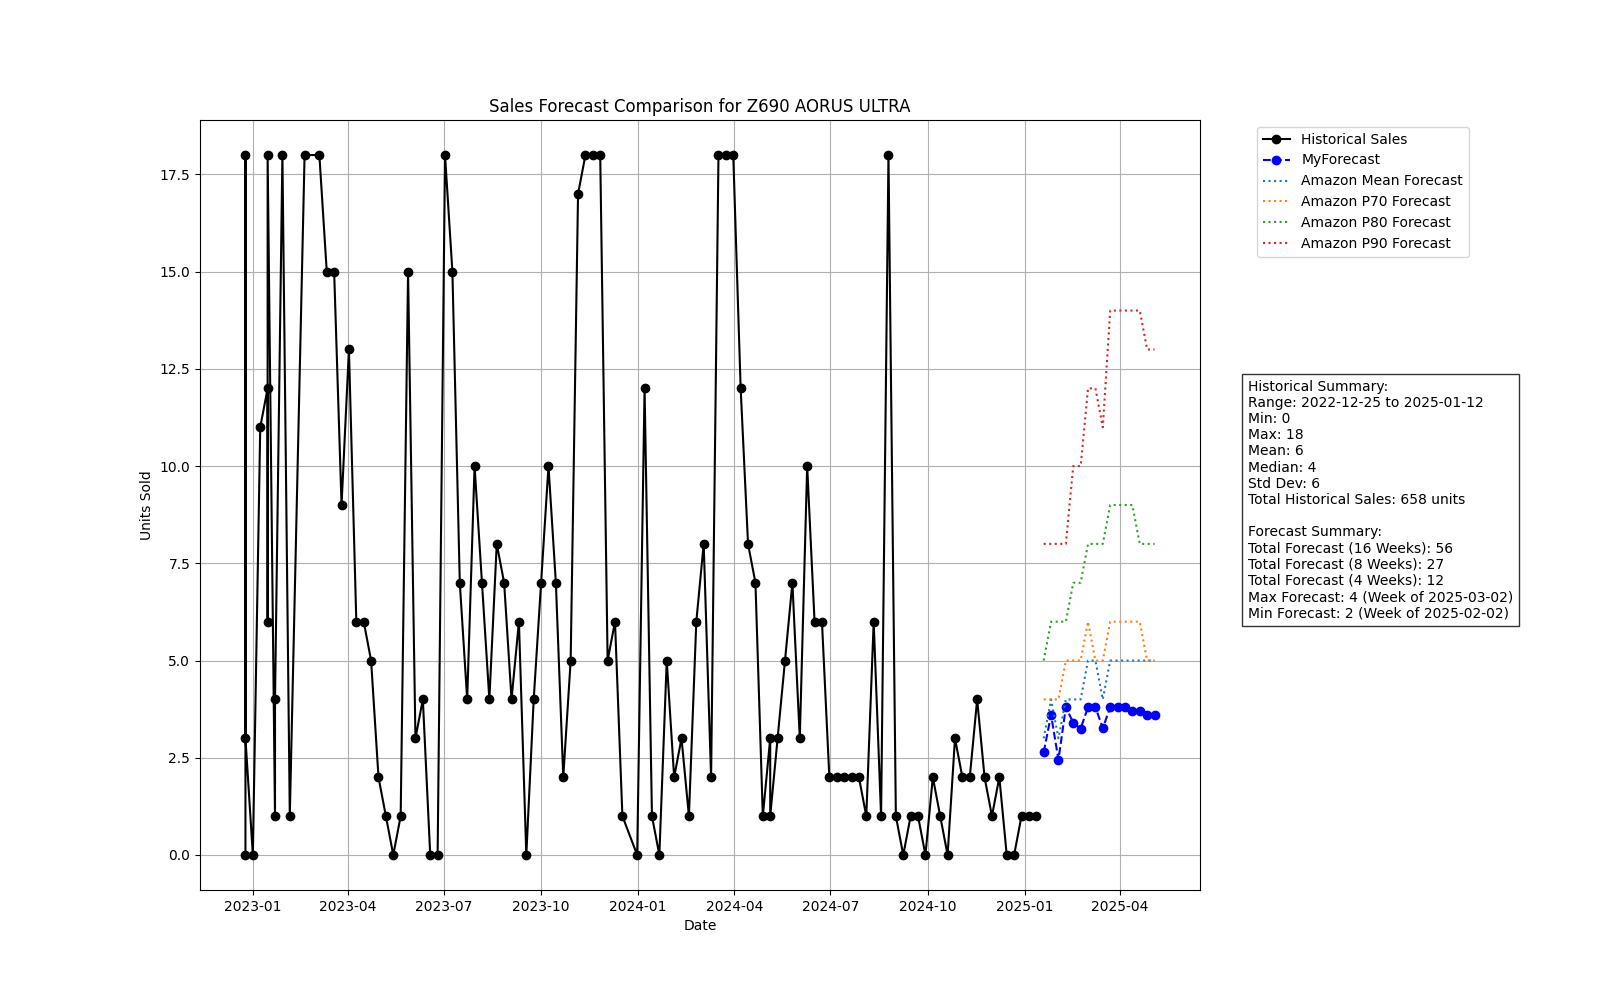 Sales Forecast Comparison for Z690 AORUS ULTRA
Historical Sales
MyForecast
Amazon Mean Forecast
Amazon P70 Forecast
Amazon P80 Forecast
Amazon P90 Forecast
17.5
15.0
12.5
10.0
7.5
5.0
2.5
0.0
Units Sold
Historical Summary:
Range: 2022-12-25 to 2025-01-12
Min: 0
Max: 18
Mean: 6
Median: 4
Std Dev: 6
Total Historical Sales: 658 units
Forecast Summary:
Total Forecast (16 Weeks): 56
Total Forecast (8 Weeks): 27
Total Forecast (4 Weeks): 12
Max Forecast: 4 (Week of 2025-03-02)
Min Forecast: 2 (Week of 2025-02-02)
2023-01 2023-04 2023-07 2023-10 2024-01 2024-04 2024-07 2024-10 2025-01 2025-04
Date